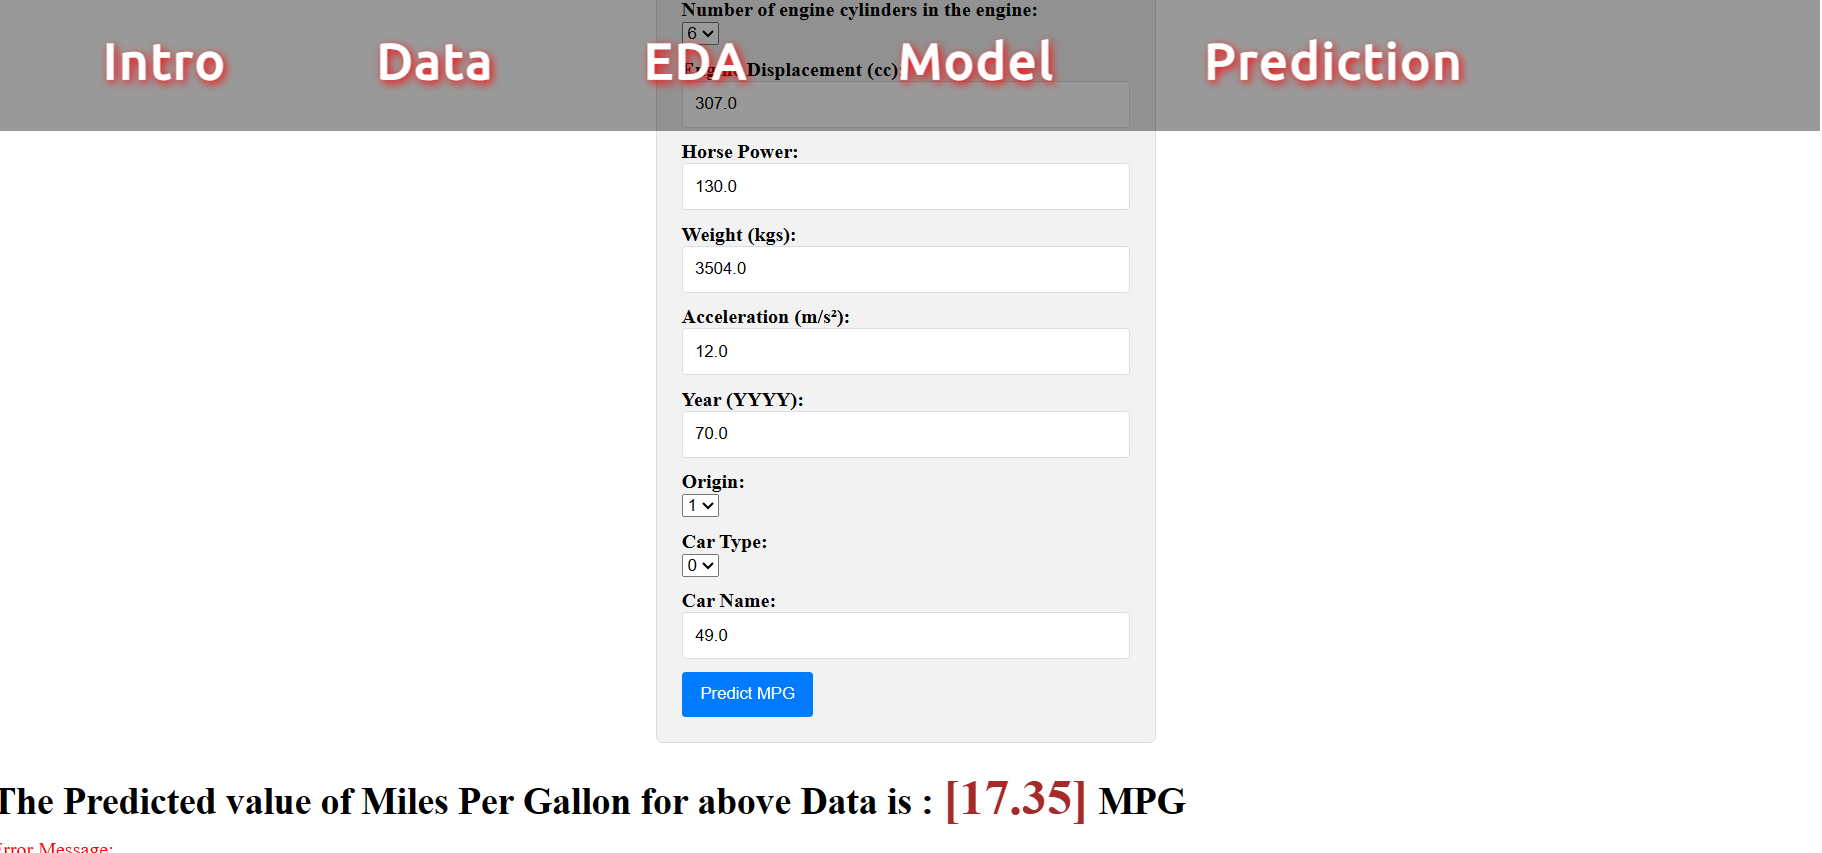 Number of engine cylinders in the engine:
6
Intro Data EDA Model Prediction
Engine Displacement (cc):
307.0
Horse Power:
130.0
Weight (kgs):
3504.0
Acceleration (m/s²):
12.0
Year (YYYY):
70.0
Origin:
1
Car Type:
0
Car Name:
49.0
Predict MPG
The Predicted value of Miles Per Gallon for above Data is : [17.35] MPG
Error Message: